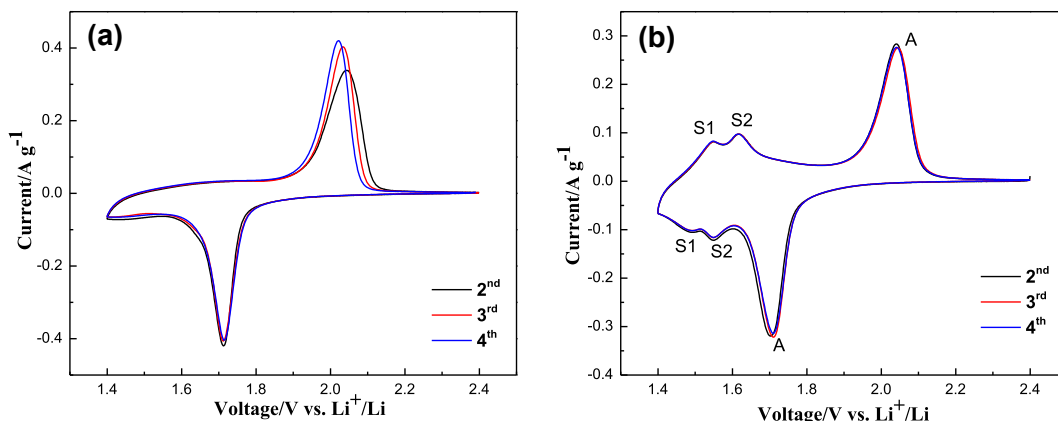 (a)
Current/A g-1
0.4
0.2
0.0
-0.2
-0.4
1.4 1.6 1.8 2.0 2.2 2.4
Voltage/V vs. Li+/Li
2nd
3rd
4th
(b)
Current/A g-1
0.3
0.2
0.1
0.0
-0.1
-0.2
-0.3
-0.4
1.4 1.6 1.8 2.0 2.2 2.4
Voltage/V vs. Li+/Li
A
S1 S2
S1 S2
A
2nd
3rd
4th